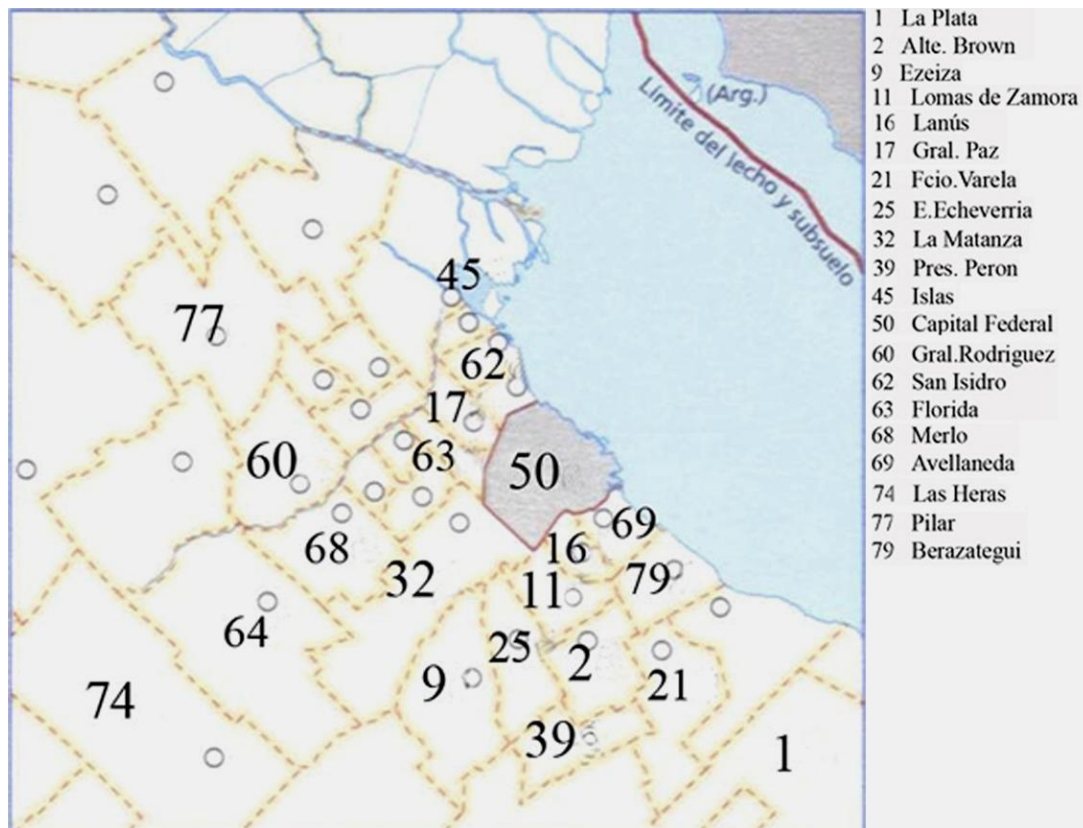 (Arg.)
Límite del lecho y subsuelo
45
77
62
17
60
63
50
68
69
32
16
79
11
64
25
2
9
21
74
39
1
1 La Plata
2 Alte. Brown
9 Ezeiza
11 Lomas de Zamora
16 Lanús
17 Gral. Paz
21 Fcio.Varela
25 E.Echeverria
32 La Matanza
39 Pres. Peron
45 Islas
50 Capital Federal
60 Gral.Rodriguez
62 San Isidro
63 Florida
68 Merlo
69 Avellaneda
74 Las Heras
77 Pilar
79 Berazategui